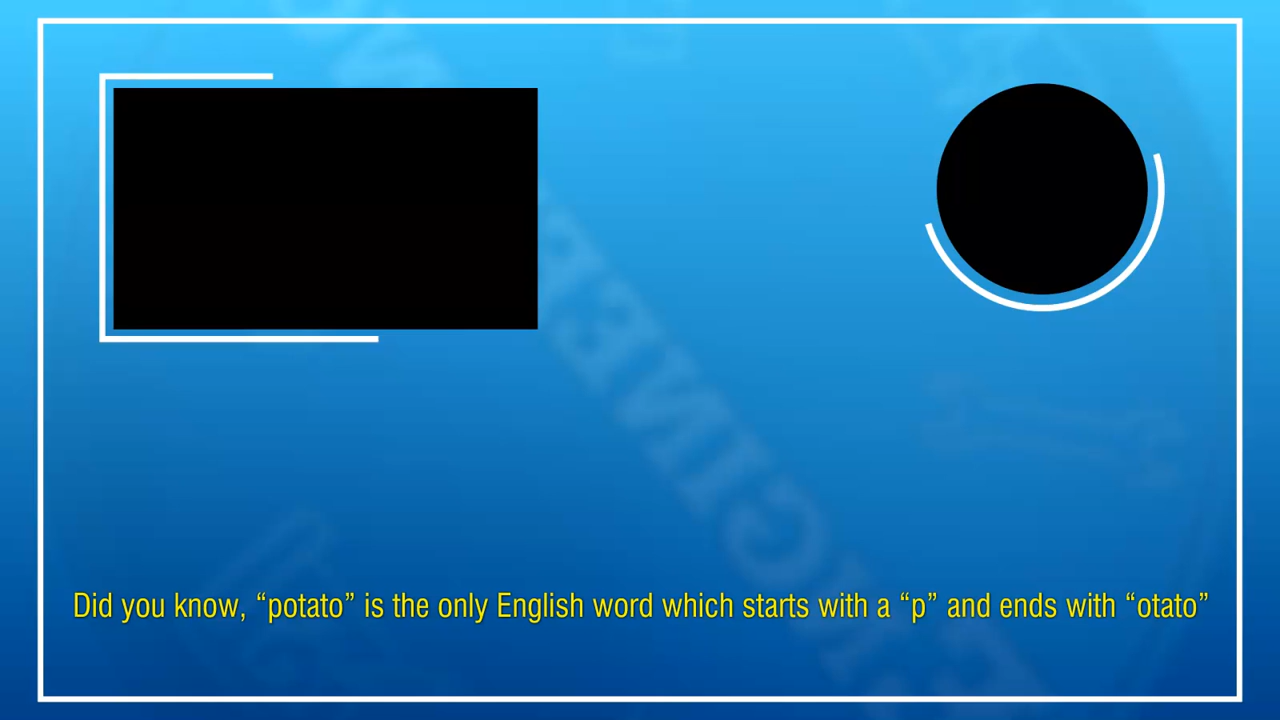 Did you know, “potato” is the only English word which starts with a “p” and ends with “otato”